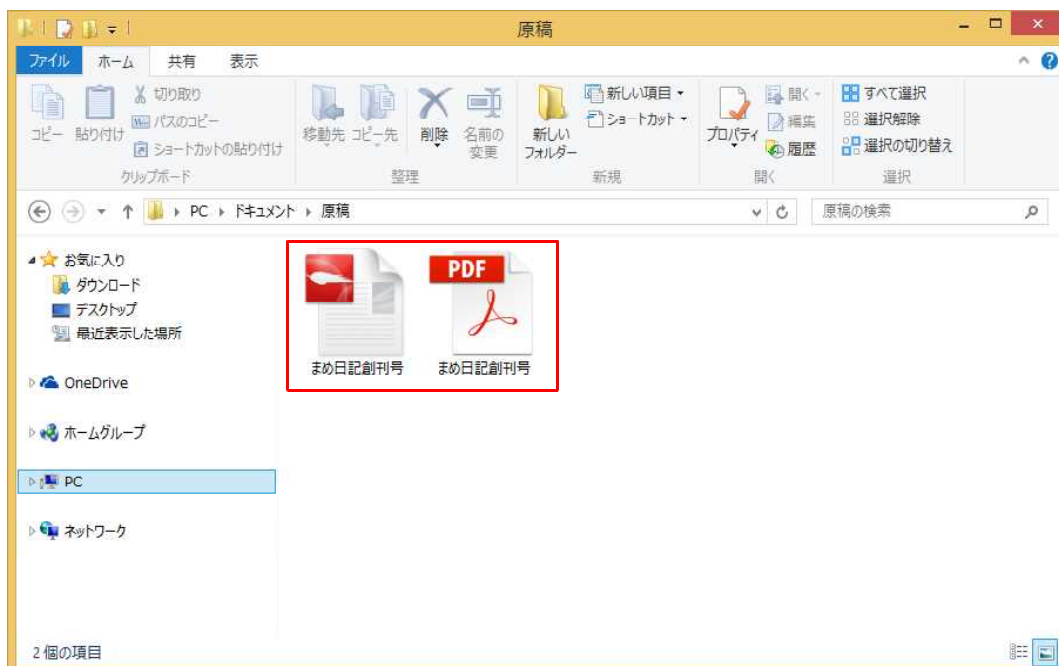 原稿
ファイル ホーム 共有 表示
コピー
貼り付け
切り取り
パスのコピー
ショートカットの貼り付け
クリップボード
移動先
コピー先
削除
名前の
変更
整理
新しい
フォルダー
新しい項目
ショートカット
新規
プロパティ
開く
編集
履歴
開く
すべて選択
選択解除
選択の切り替え
選択
PC ドキュメント 原稿
原稿の検索
お気に入り
ダウンロード
デスクトップ
最近表示した場所
OneDrive
ホームグループ
PC
ネットワーク
PDF
まめ日記創刊号 まめ日記創刊号
2 個の項目